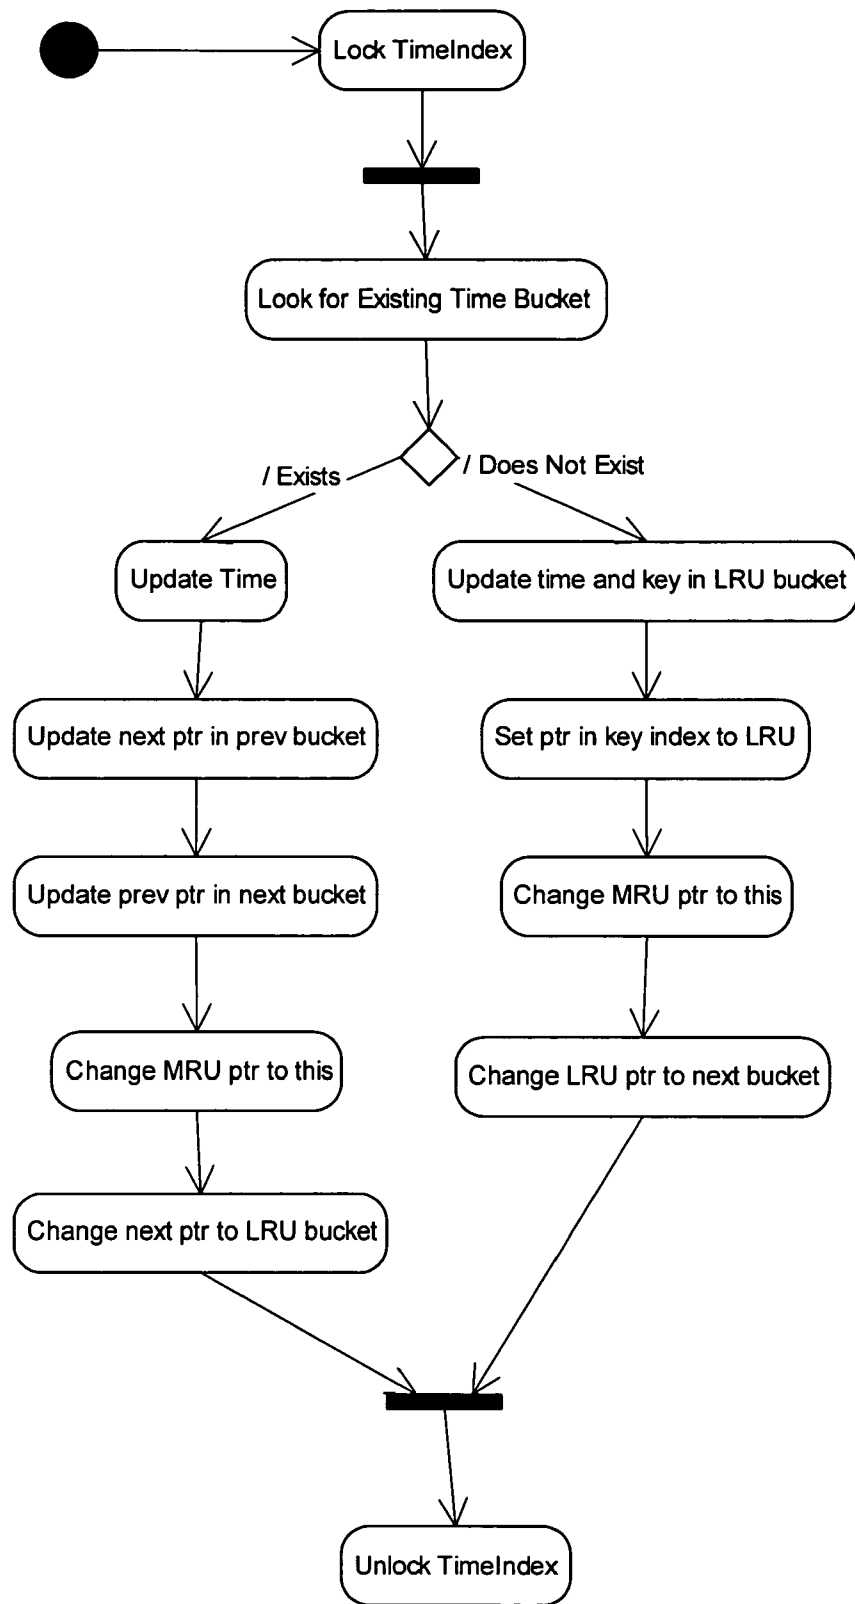 Lock TimeIndex
Look for Existing Time Bucket
/ Exists
/ Does Not Exist
Update Time
Update time and key in LRU bucket
Update next ptr in prev bucket
Set ptr in key index to LRU
Update prev ptr in next bucket
Change MRU ptr to this
Change MRU ptr to this
Change LRU ptr to next bucket
Change next ptr to LRU bucket
Unlock TimeIndex